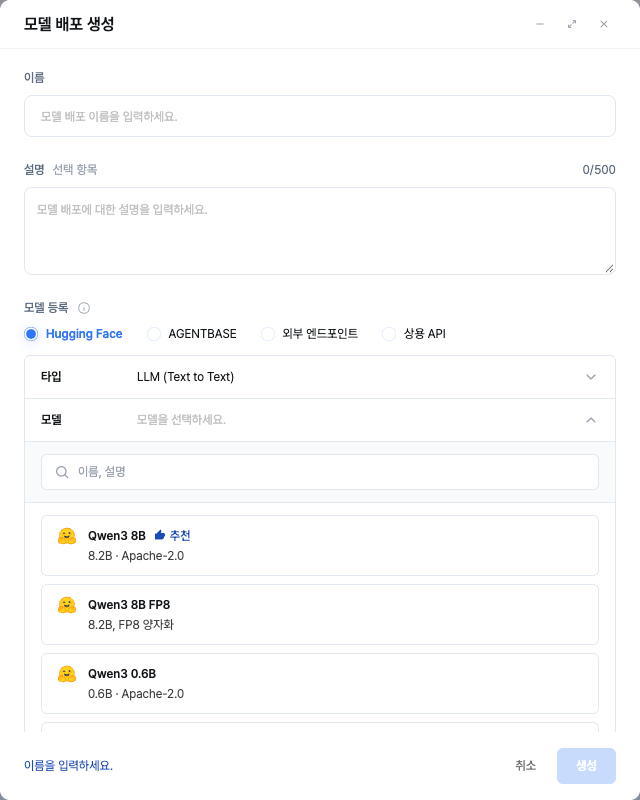 모델 배포 생성
이름
모델 배포 이름을 입력하세요.
설명 선택 항목 0/500
모델 배포에 대한 설명을 입력하세요.
모델 등록
Hugging Face AGENTBASE 외부 엔드포인트 상용 API
타입 LLM (Text to Text)
모델 모델을 선택하세요.
이름, 설명
Qwen3 8B 추천
8.2B · Apache-2.0
Qwen3 8B FP8
8.2B, FP8 양자화
Qwen3 0.6B
0.6B · Apache-2.0
이름을 입력하세요. 취소 생성